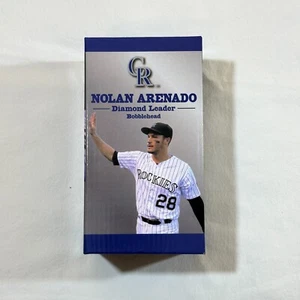 CR
NOLAN ARENADO
Diamond Leader
Bobblehead
ROCKIES
28